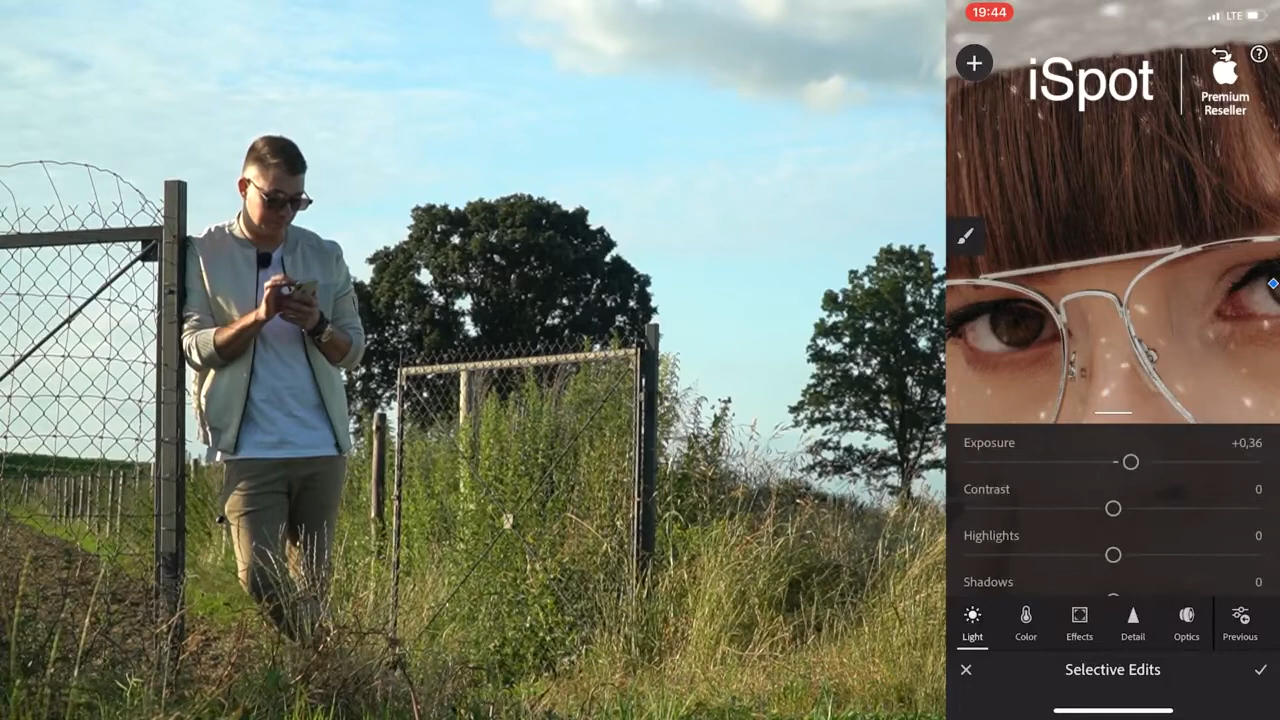 19:44
LTE
iSpot
Premium
Reseller
Exposure +0,36
Contrast 0
Highlights 0
Shadows 0
Light Color Effects Detail Optics Previous
Selective Edits